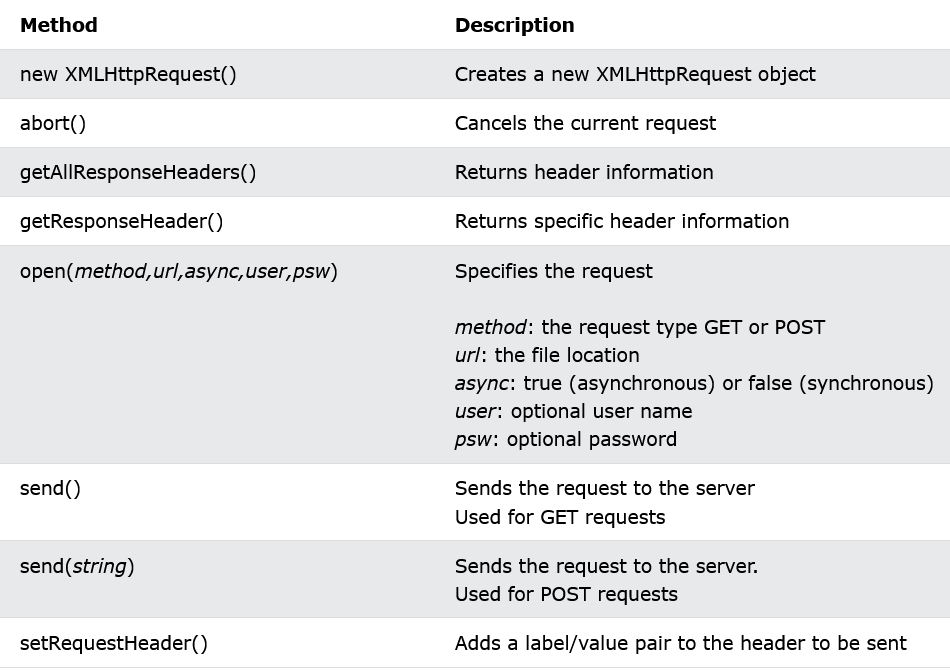 Method Description
new XMLHttpRequest() Creates a new XMLHttpRequest object
abort() Cancels the current request
getAllResponseHeaders() Returns header information
getResponseHeader() Returns specific header information
open(method,url,async,user,psw) Specifies the request
method: the request type GET or POST
url: the file location
async: true (asynchronous) or false (synchronous)
user: optional user name
psw: optional password
send() Sends the request to the server
Used for GET requests
send(string) Sends the request to the server.
Used for POST requests
setRequestHeader() Adds a label/value pair to the header to be sent